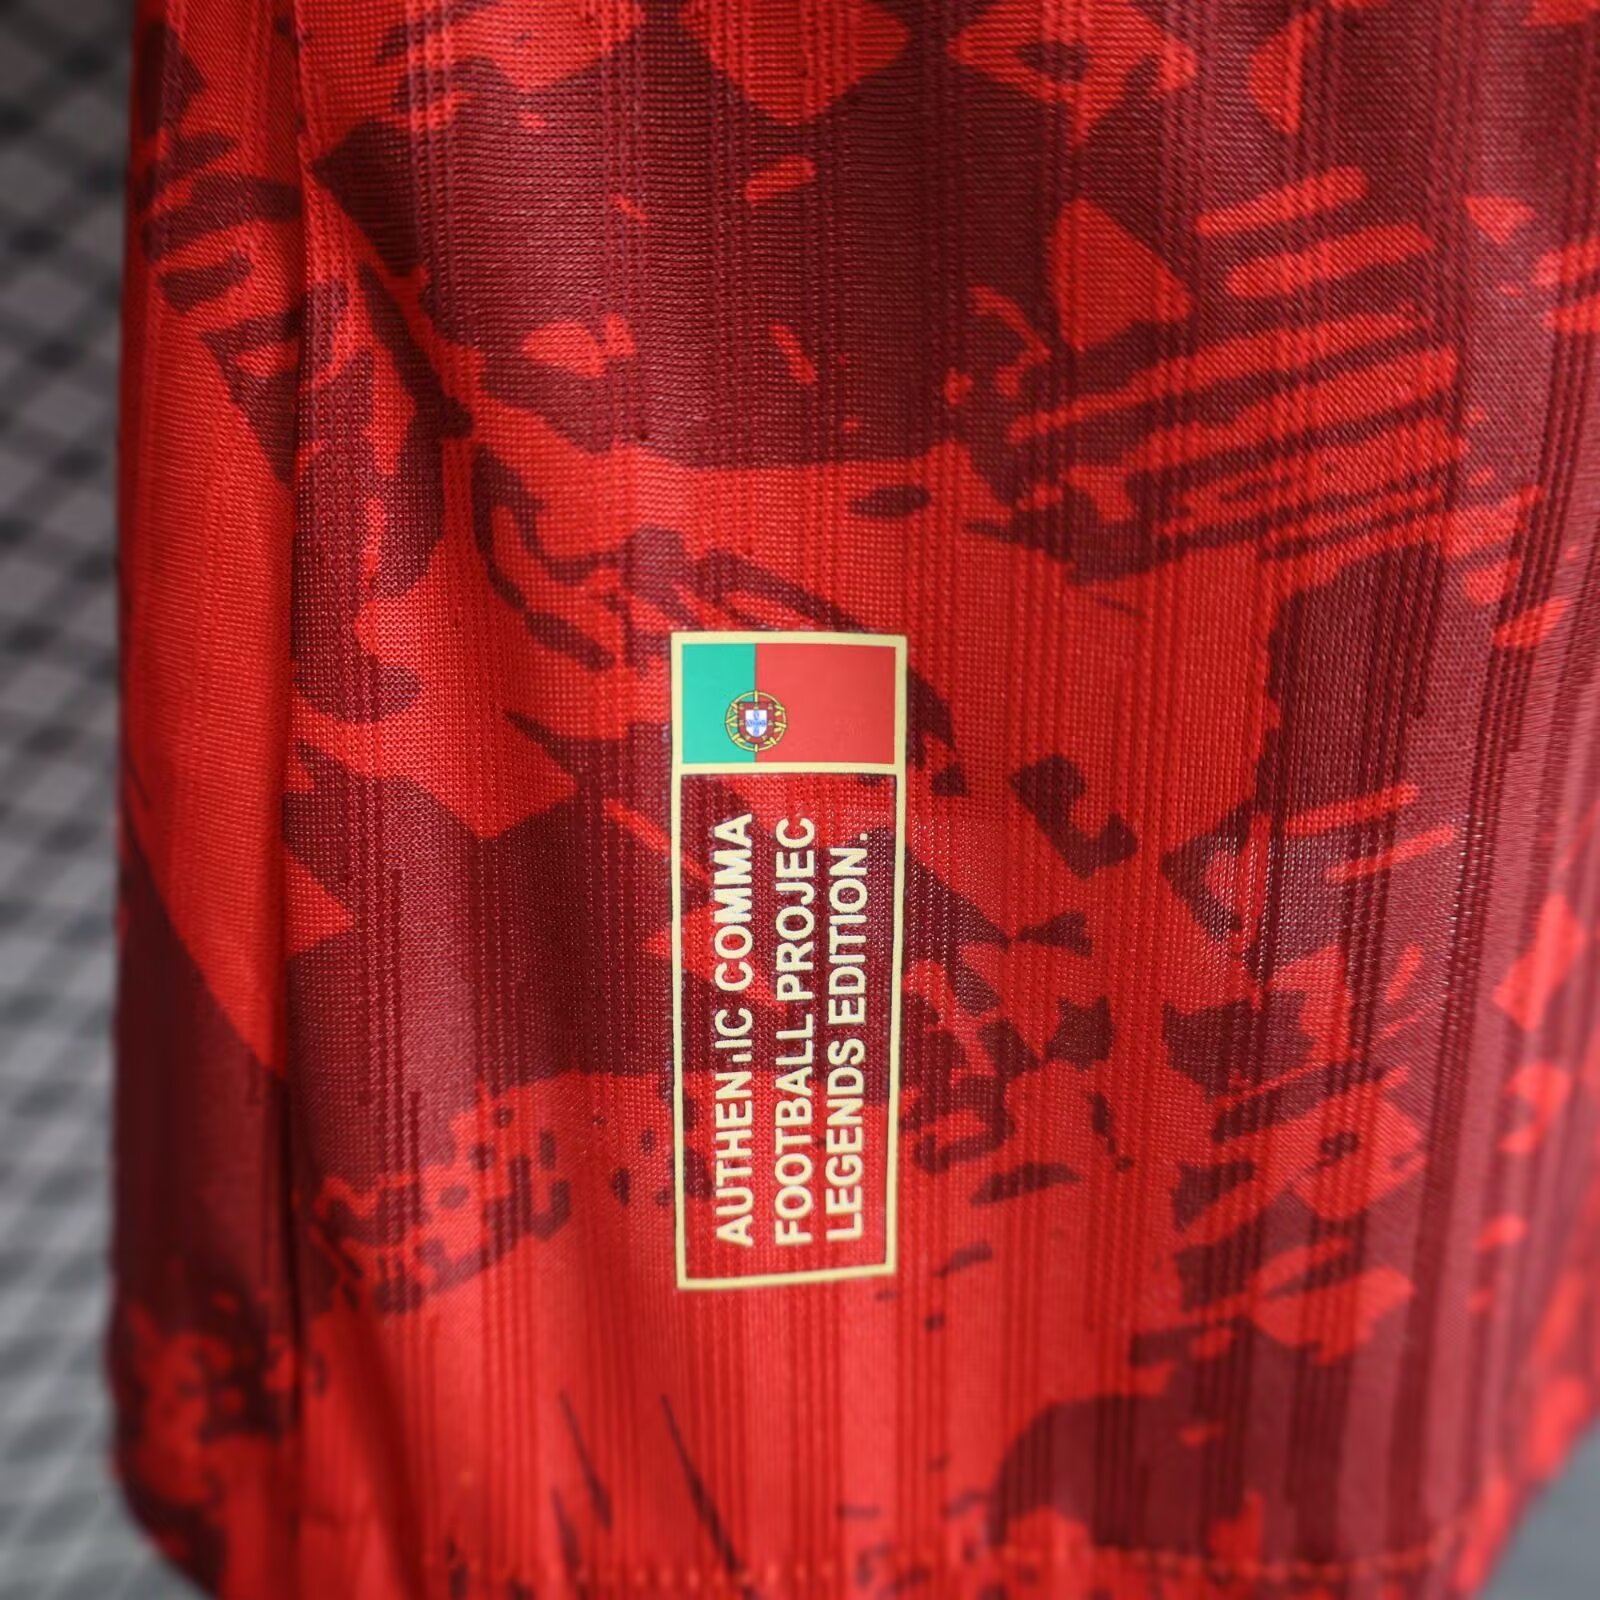 AUTHEN.IC COMMA
FOOTBALL PROJEC
LEGENDS EDITION.